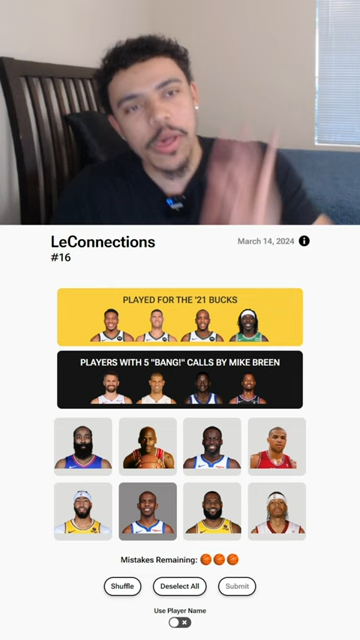 LeConnections
March 14, 2024
#16
PLAYED FOR THE '21 BUCKS
PLAYERS WITH 5 "BANG!" CALLS BY MIKE BREEN
Mistakes Remaining:
Shuffle
Deselect All
Submit
Use Player Name